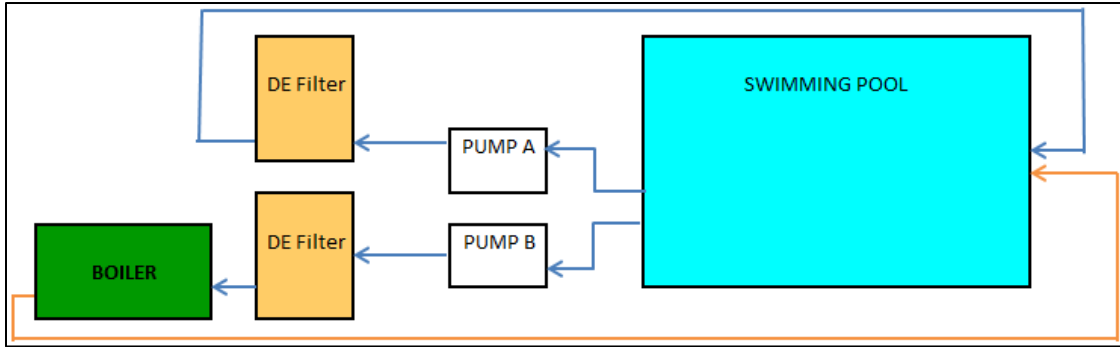 DE Filter
SWIMMING POOL
PUMP A
DE Filter
PUMP B
BOILER